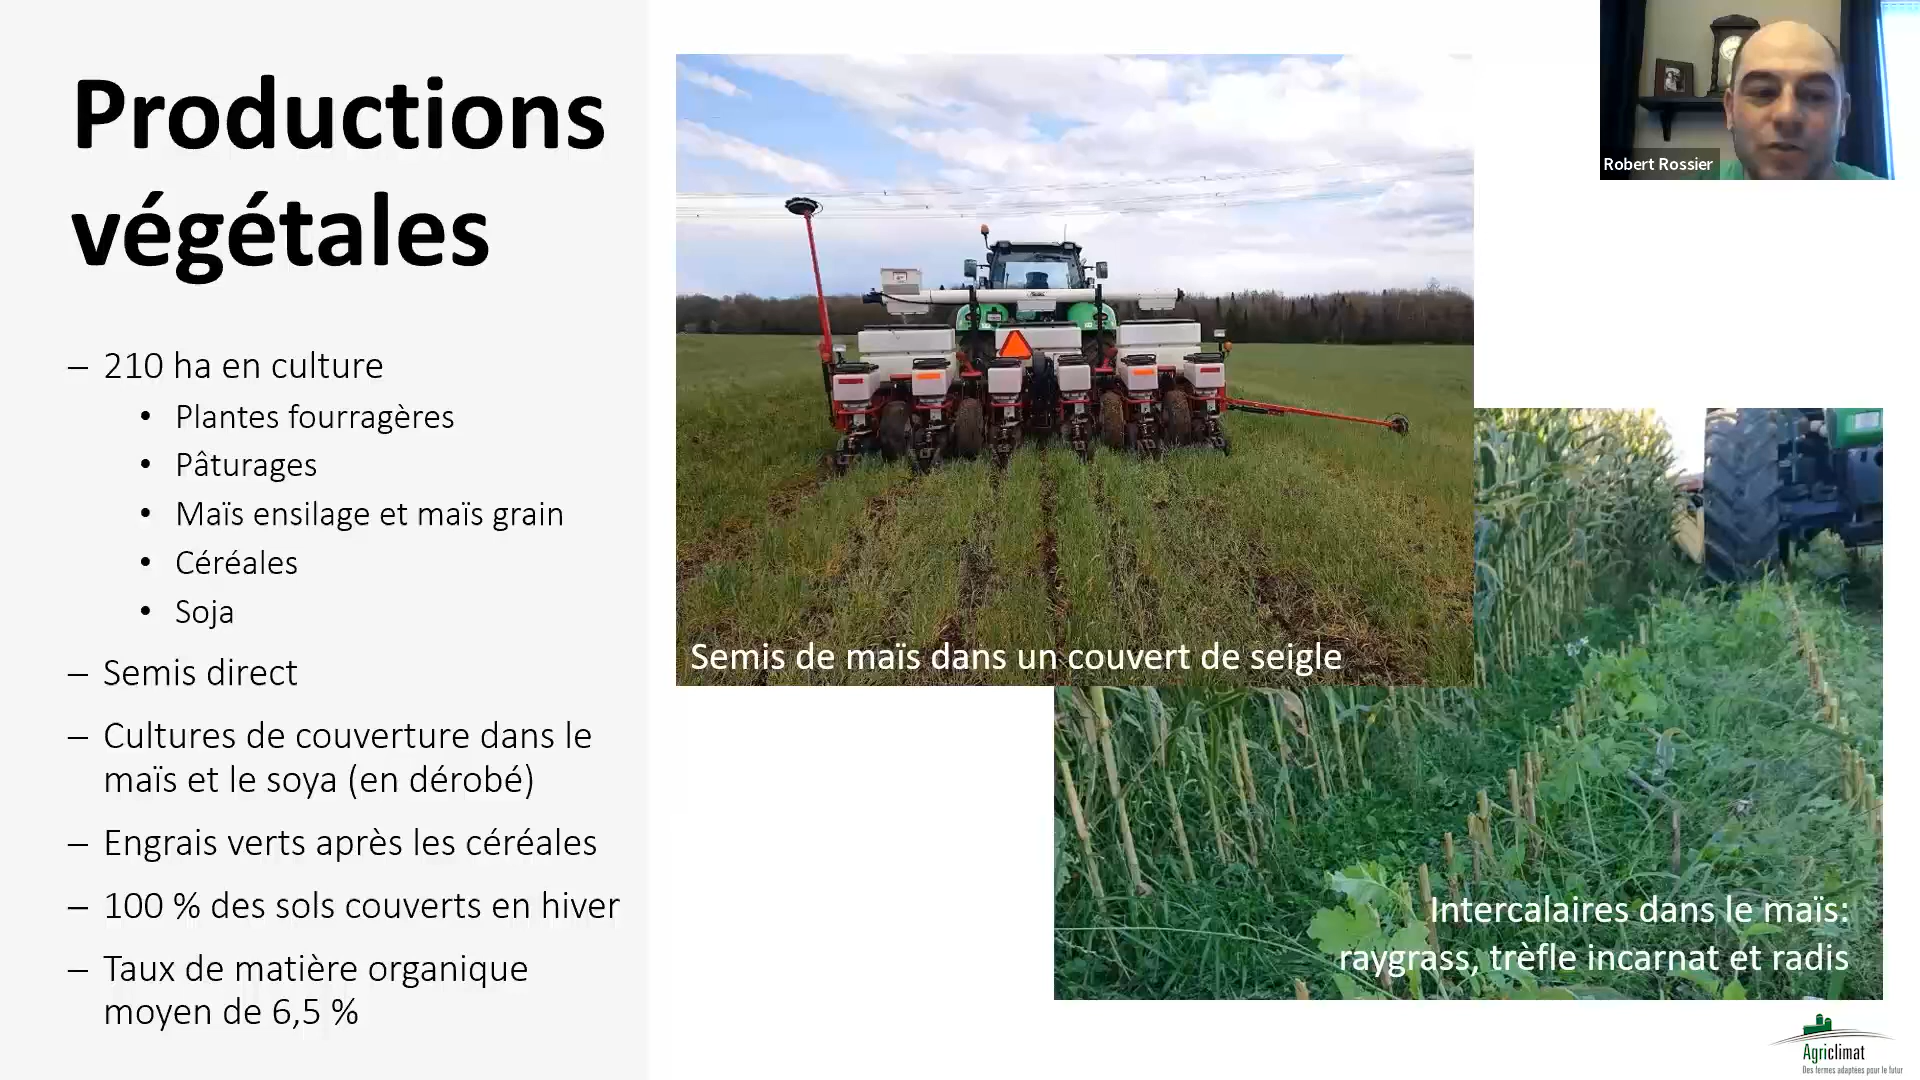 Productions
végétales
– 210 ha en culture
• Plantes fourragères
• Pâturages
• Maïs ensilage et maïs grain
• Céréales
• Soja
– Semis direct
– Cultures de couverture dans le
maïs et le soya (en dérobé)
– Engrais verts après les céréales
– 100 % des sols couverts en hiver
– Taux de matière organique
moyen de 6,5 %
Semis de maïs dans un couvert de seigle
Intercalaires dans le maïs:
raygrass, trèfle incarnat et radis
Robert Rossier
Agriclimat
Des fermes adaptées pour le futur